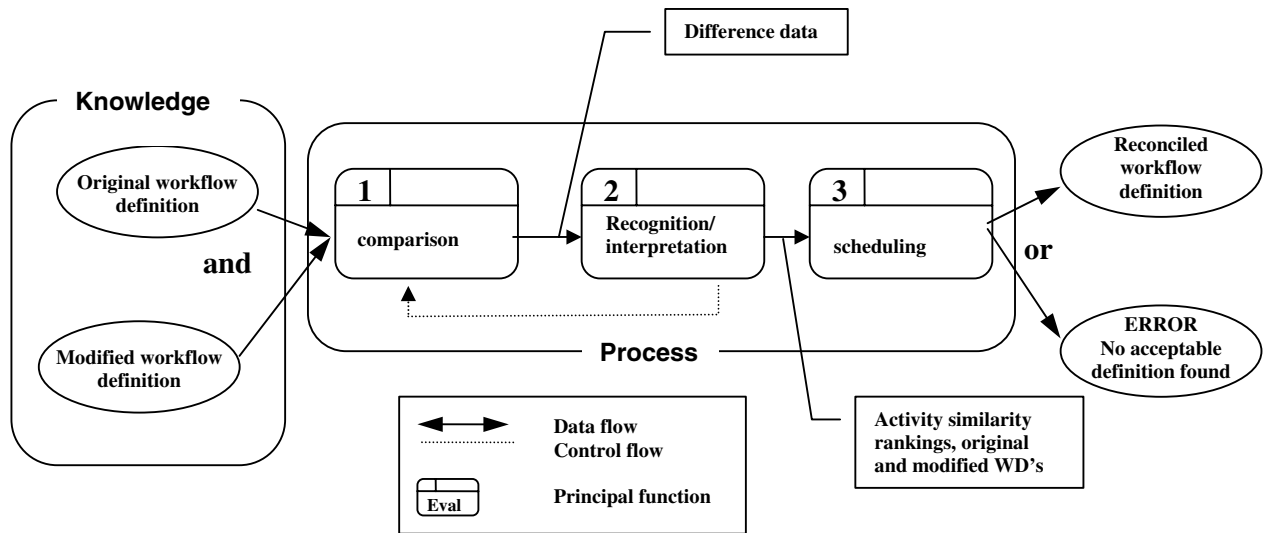 Difference data
Knowledge
Original workflow
definition
and
Modified workflow
definition
1
comparison
2
Recognition/
interpretation
3
scheduling
Process
Reconciled
workflow
definition
or
ERROR
No acceptable
definition found
Activity similarity
rankings, original
and modified WD's
Data flow
Control flow
Eval
Principal function